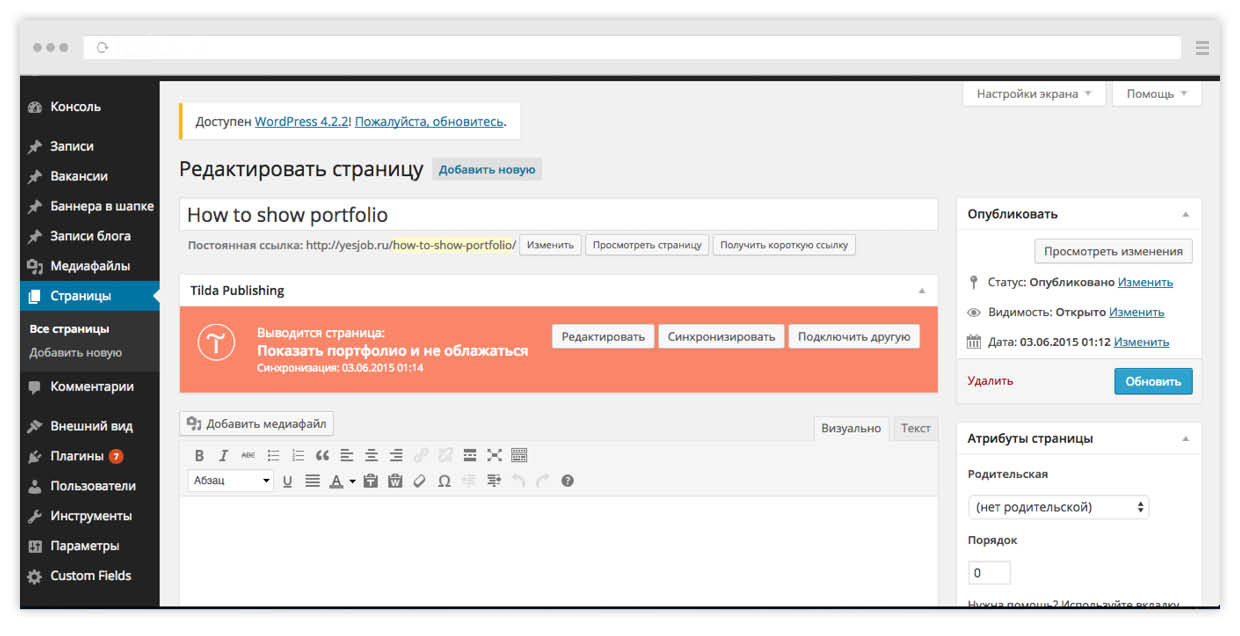 Настройки экрана
Помощь
Консоль
Записи
Вакансии
Баннера в шапке
Записи блога
Медиафайлы
Страницы
Все страницы
Добавить новую
Комментарии
Внешний вид
Плагины 7
Пользователи
Инструменты
Параметры
Custom Fields
Доступен WordPress 4.2.2! Пожалуйста, обновитесь.
Редактировать страницу Добавить новую
How to show portfolio
Постоянная ссылка: http://yesjob.ru/how-to-show-portfolio/ Изменить Просмотреть страницу Получить короткую ссылку
Tilda Publishing
Выводится страница:
Показать портфолио и не облажаться
Синхронизация: 03.06.2015 01:14
Редактировать Синхронизировать Подключить другую
Добавить медиафайл
Визуально Текст
B I ABC
Абзац U A T W Ω ?
Опубликовать
Просмотреть изменения
Статус: Опубликовано Изменить
Видимость: Открыто Изменить
Дата: 03.06.2015 01:12 Изменить
Удалить Обновить
Атрибуты страницы
Родительская
(нет родительской)
Порядок
0
Нужна помощь? Используйте вкладку